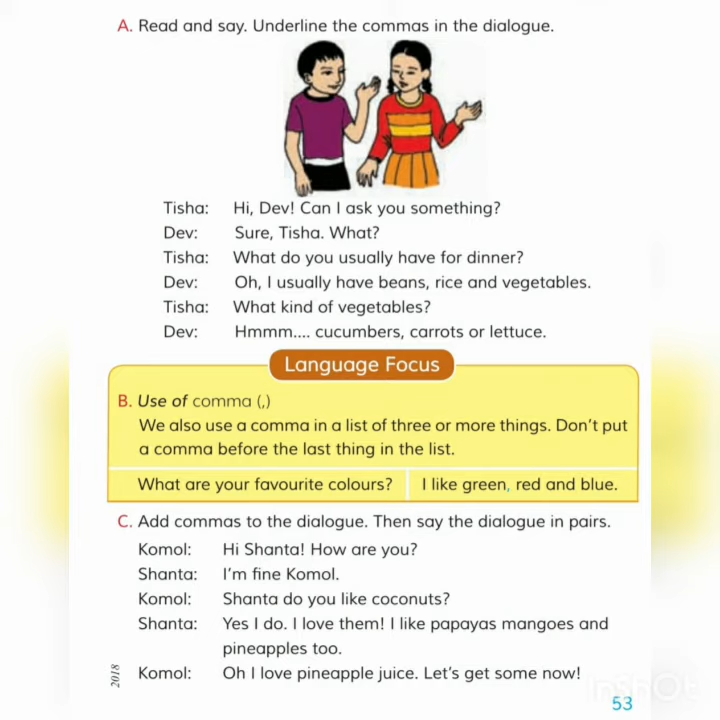 A. Read and say. Underline the commas in the dialogue.
Tisha: Hi, Dev! Can I ask you something?
Dev: Sure, Tisha. What?
Tisha: What do you usually have for dinner?
Dev: Oh, I usually have beans, rice and vegetables.
Tisha: What kind of vegetables?
Dev: Hmmm.... cucumbers, carrots or lettuce.
Language Focus
B. Use of comma (,)
We also use a comma in a list of three or more things. Don't put
a comma before the last thing in the list.
What are your favourite colours? I like green, red and blue.
C. Add commas to the dialogue. Then say the dialogue in pairs.
Komol: Hi Shanta! How are you?
Shanta: I'm fine Komol.
Komol: Shanta do you like coconuts?
Shanta: Yes I do. I love them! I like papayas mangoes and
pineapples too.
Komol: Oh I love pineapple juice. Let's get some now!
2018
InShOt
53